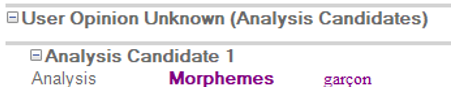 User Opinion Unknown (Analysis Candidates)
Analysis Candidate 1
Analysis Morphemes garçon